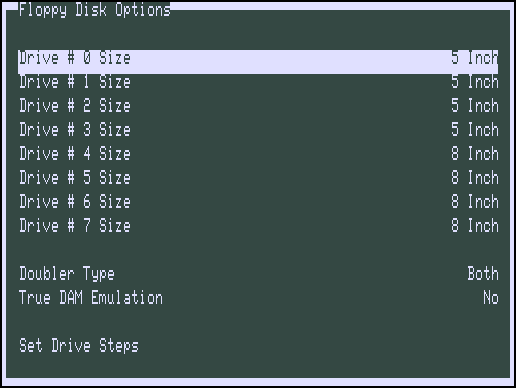 Floppy Disk Options
Drive # 0 Size 5 Inch
Drive # 1 Size 5 Inch
Drive # 2 Size 5 Inch
Drive # 3 Size 5 Inch
Drive # 4 Size 8 Inch
Drive # 5 Size 8 Inch
Drive # 6 Size 8 Inch
Drive # 7 Size 8 Inch
Doubler Type Both
True DAM Emulation No
Set Drive Steps